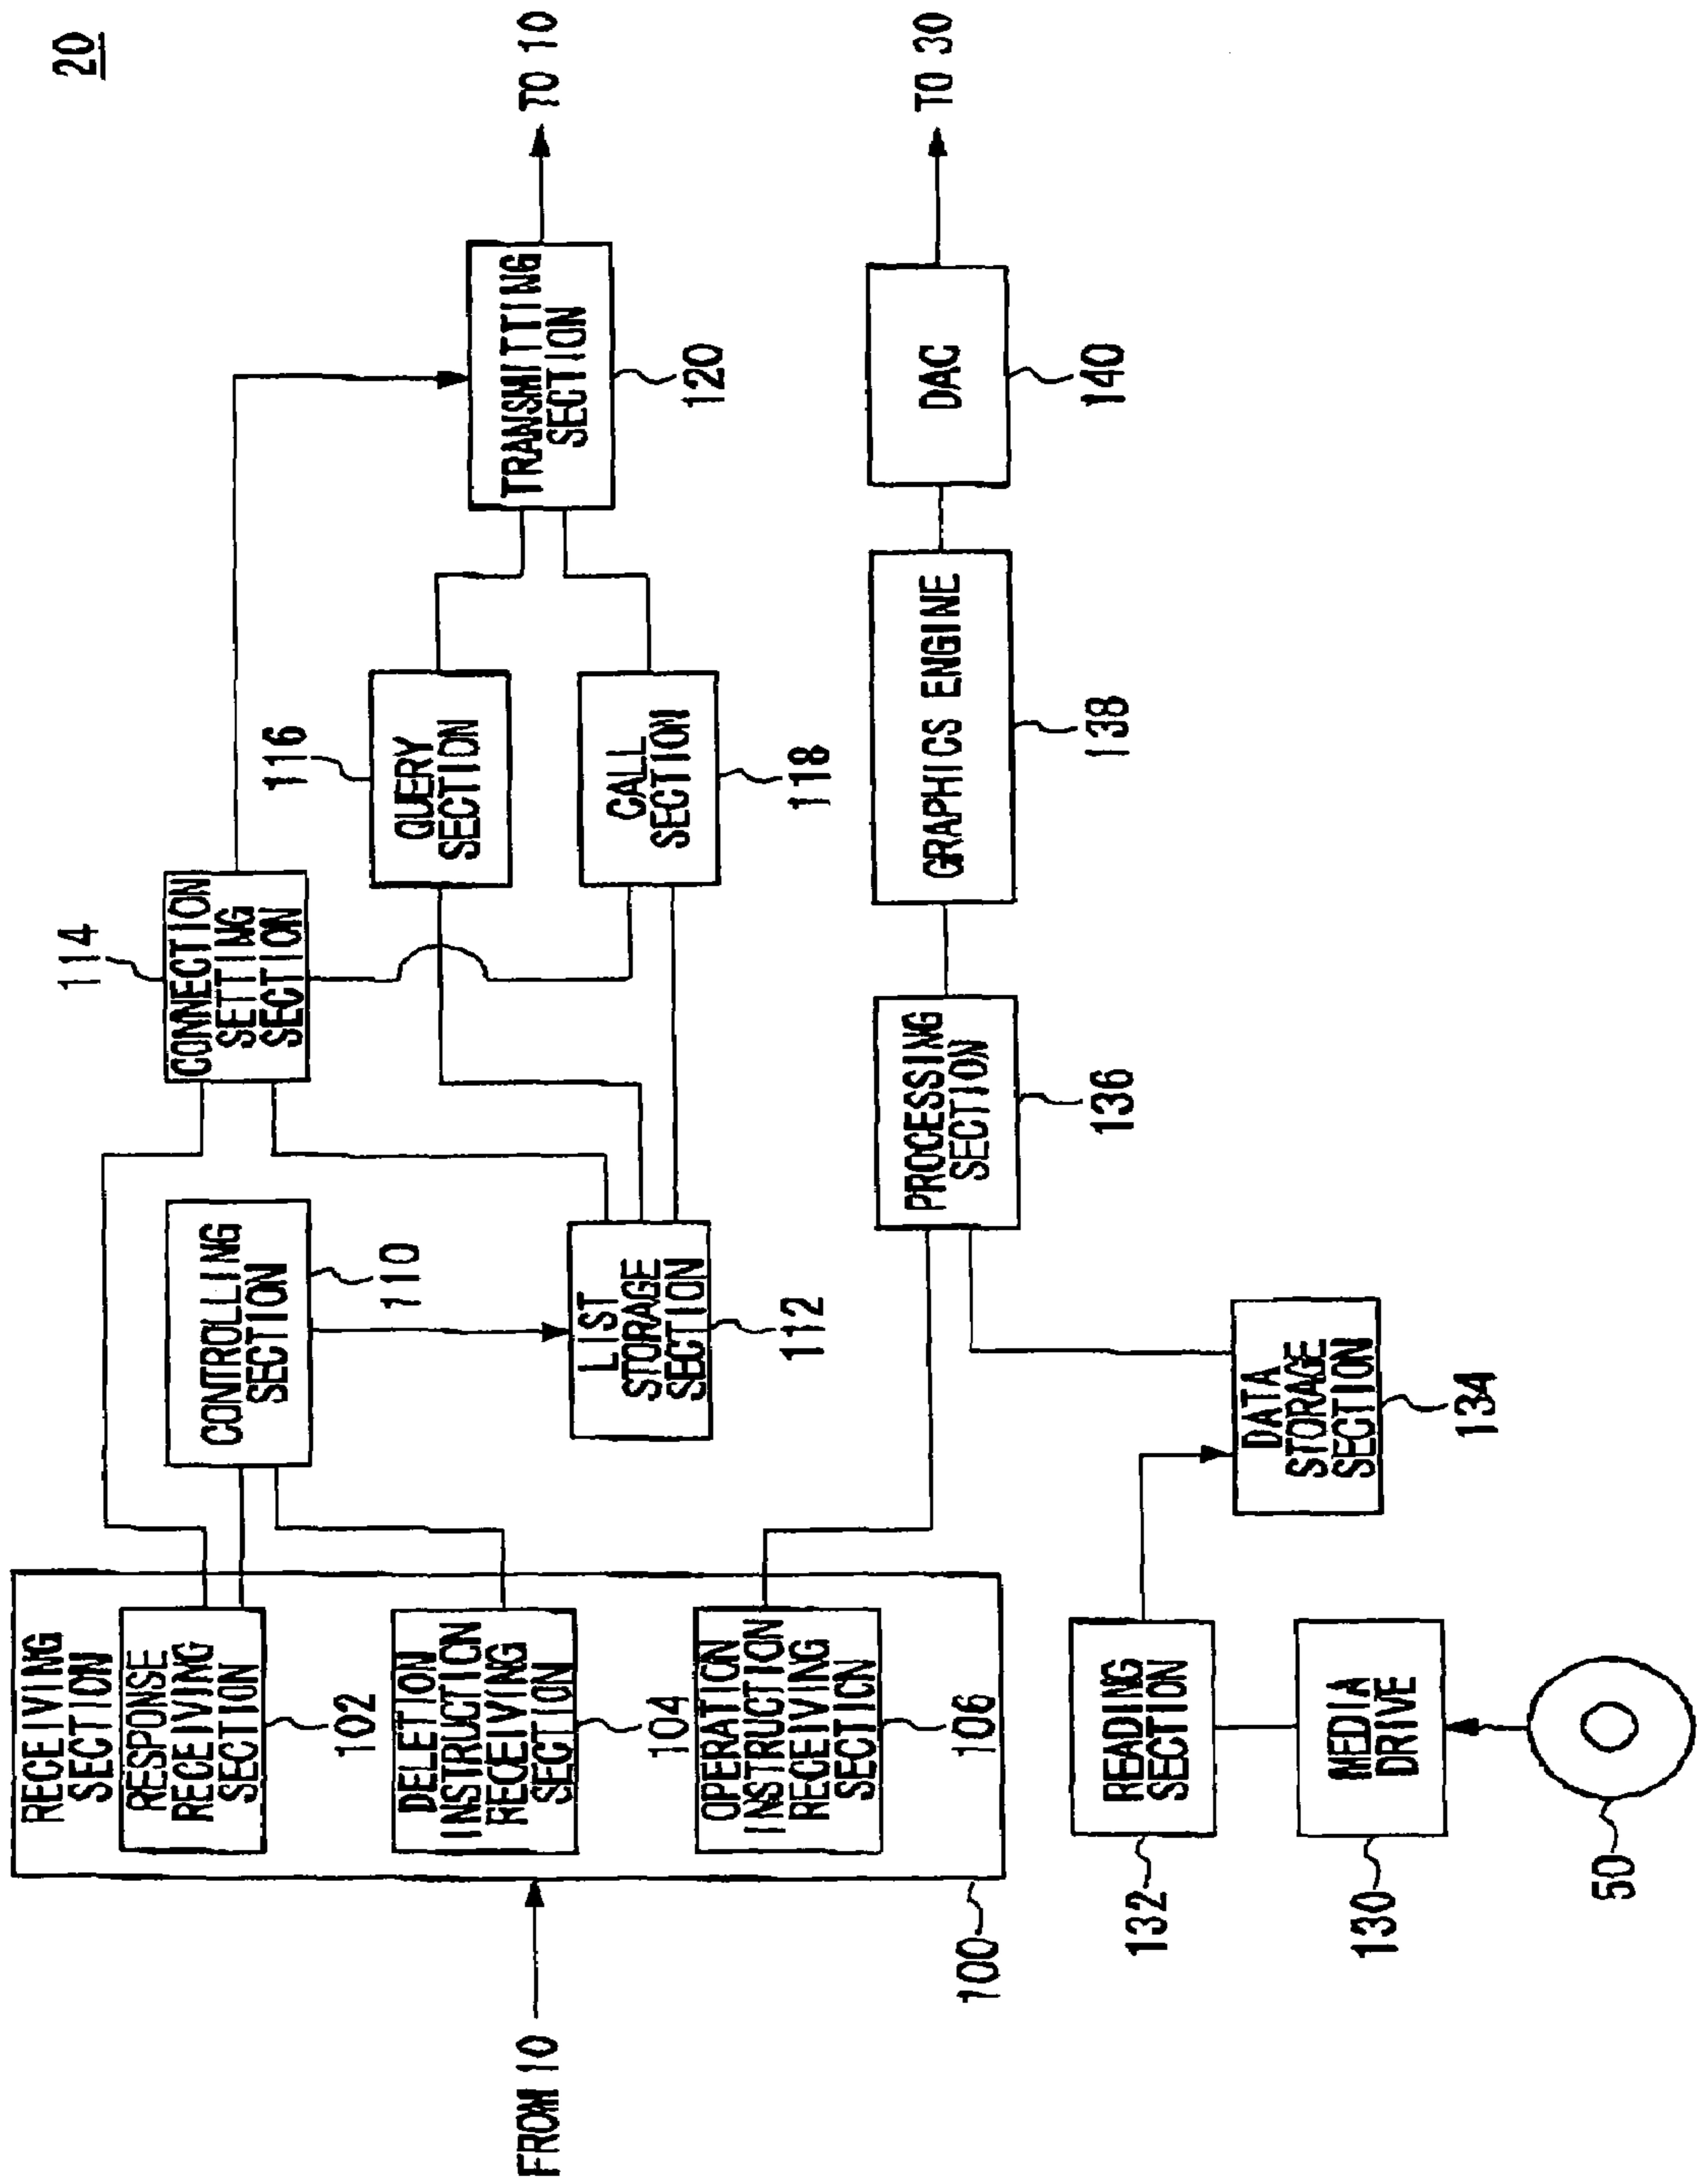 20
FROM 10
RECEIVING
SECTION
RESPONSE
RECEIVING
SECTION
102
DELETION
INSTRUCTION
RECEIVING
SECTION
104
OPERATION
INSTRUCTION
RECEIVING
SECTION
106
100
CONTROLLING
SECTION
110
LIST
STORAGE
SECTION
112
114
CONNECTION
SETTING
SECTION
116
QUERY
SECTION
CALL
SECTION
118
TRANSMITTING
SECTION
120
TO 10
PROCESSING
SECTION
136
GRAPHICS ENGINE
138
DAC
140
TO 30
READING
SECTION
132
DATA
STORAGE
SECTION
134
MEDIA
DRIVE
130
50